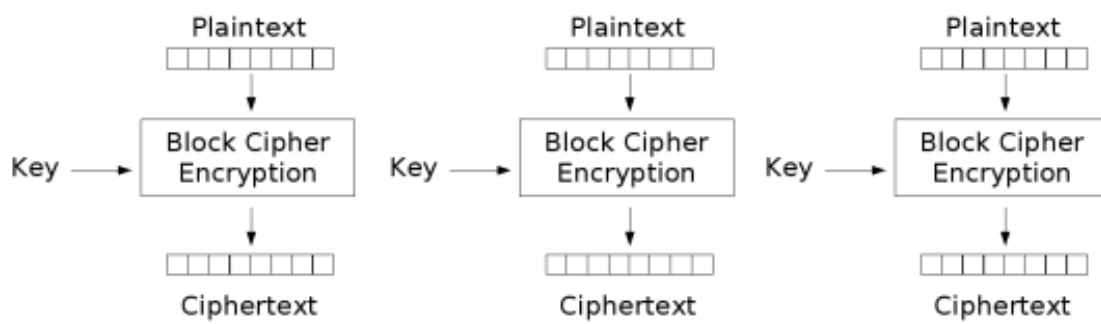 Plaintext
Plaintext
Plaintext
Key
Block Cipher
Encryption
Key
Block Cipher
Encryption
Key
Block Cipher
Encryption
Ciphertext
Ciphertext
Ciphertext